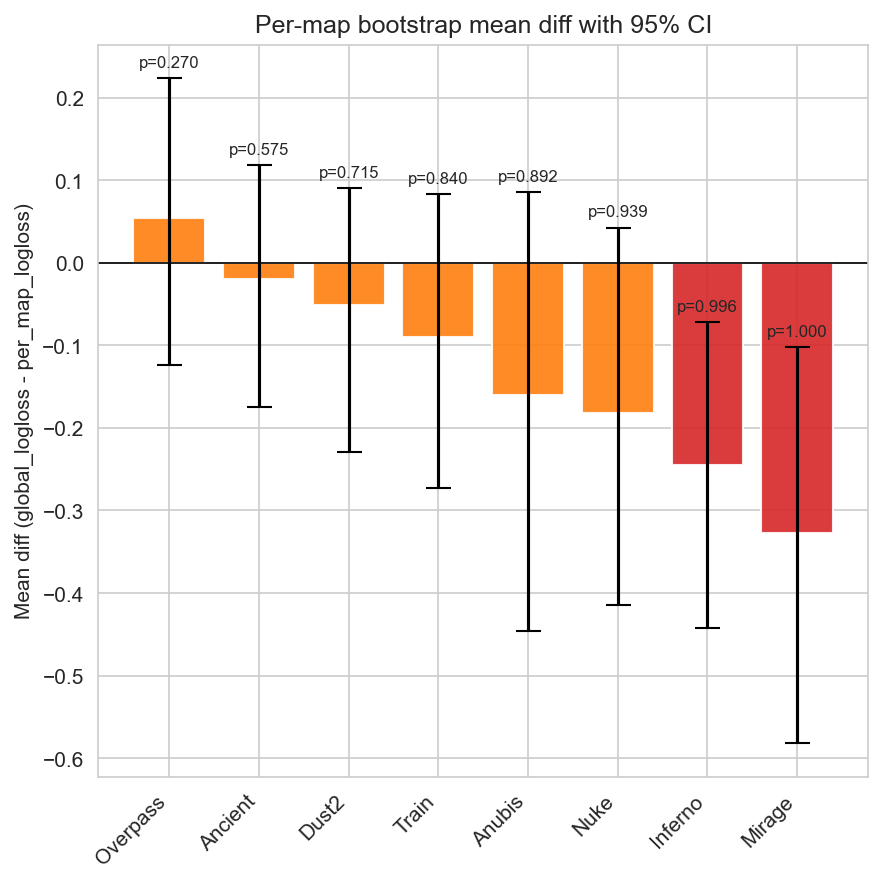 Per-map bootstrap mean diff with 95% CI
Mean diff (global_logloss - per_map_logloss)
0.2
0.1
0.0
−0.1
−0.2
−0.3
−0.4
−0.5
−0.6
p=0.270
p=0.575
p=0.715
p=0.840
p=0.892
p=0.939
p=0.996
p=1.000
Overpass
Ancient
Dust2
Train
Anubis
Nuke
Inferno
Mirage